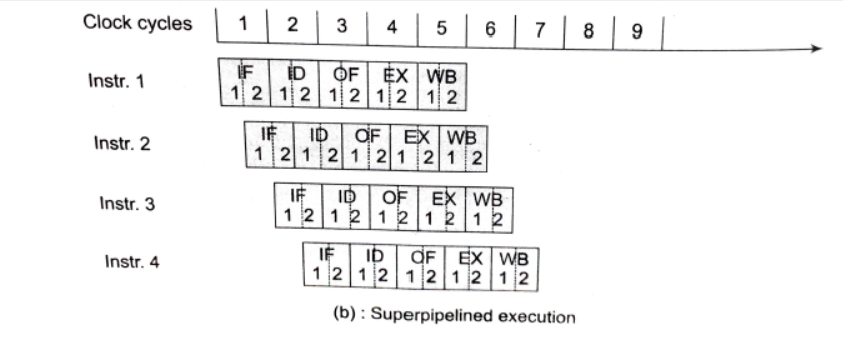 Clock cycles 1 2 3 4 5 6 7 8 9
Instr. 1 IF ID OF EX WB
1 2 1 2 1 2 1 2 1 2
Instr. 2 IF ID OF EX WB
1 2 1 2 1 2 1 2 1 2
Instr. 3 IF ID OF EX WB
1 2 1 2 1 2 1 2 1 2
Instr. 4 IF ID OF EX WB
1 2 1 2 1 2 1 2 1 2
(b) : Superpipelined execution